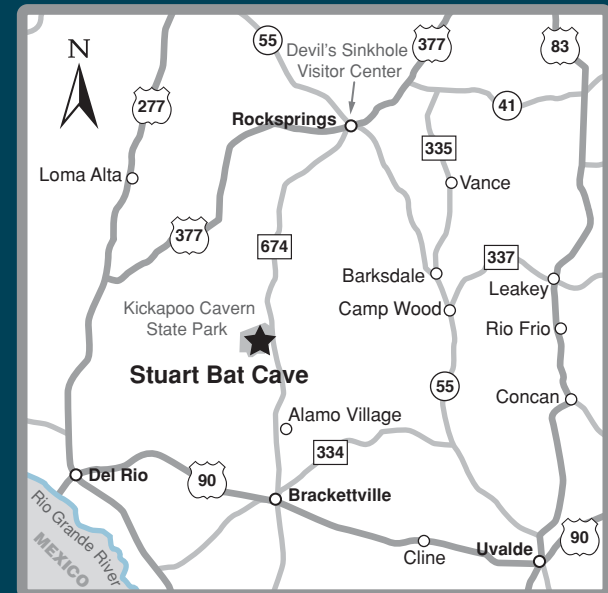 N
55
Devil's Sinkhole
Visitor Center
377
83
277
41
Rocksprings
335
Loma Alta
Vance
377
674
337
Barksdale
Leakey
Kickapoo Cavern
State Park
Camp Wood
Rio Frio
Stuart Bat Cave
55
Concan
Alamo Village
334
Del Rio
90
Brackettville
Rio Grande River
MEXICO
Cline
Uvalde
90